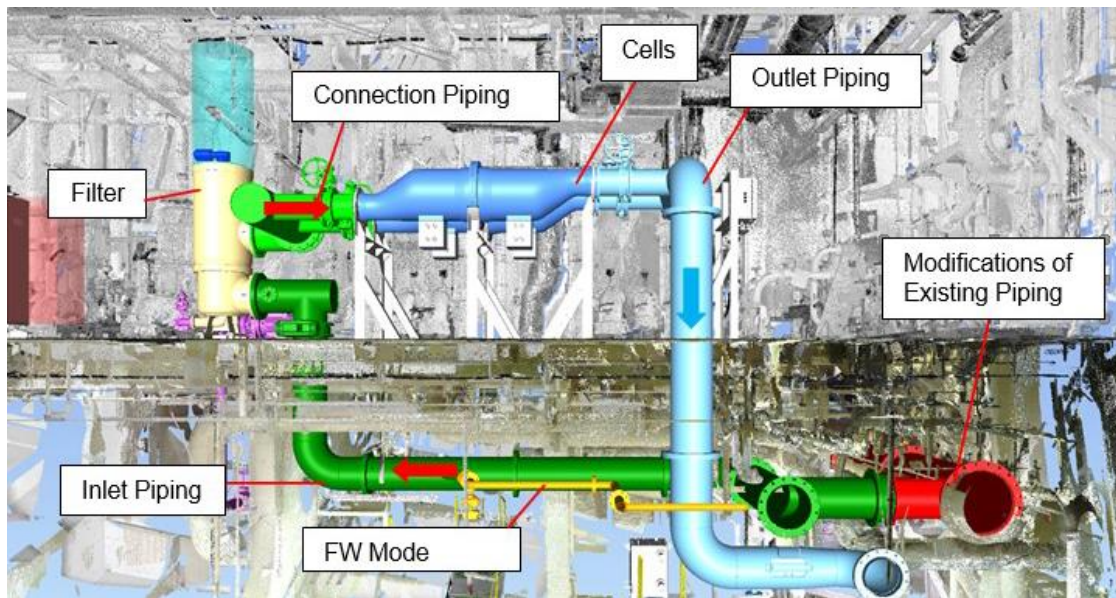 Cells
Connection Piping
Outlet Piping
Filter
Modifications of
Existing Piping
Inlet Piping
FW Mode